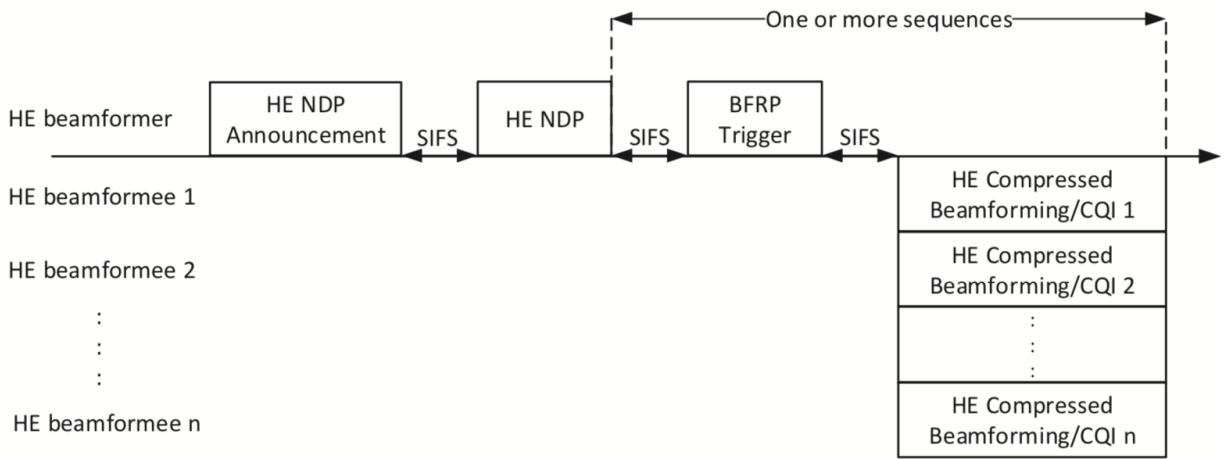 One or more sequences
HE beamformer
HE NDP
Announcement
SIFS
HE NDP
SIFS
BFRP
Trigger
SIFS
HE beamformee 1
HE Compressed
Beamforming/CQI 1
HE beamformee 2
HE Compressed
Beamforming/CQI 2
:
:
:
:
:
:
HE beamformee n
HE Compressed
Beamforming/CQI n